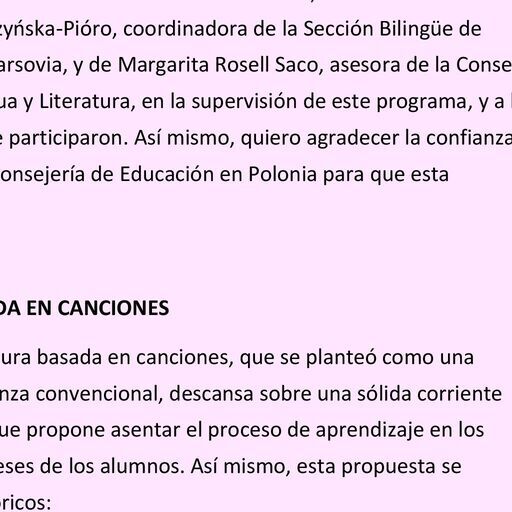 zyńska-Pióro, coordinadora de la Sección Bilingüe de
arsovia, y de Margarita Rosell Saco, asesora de la Conse
ua y Literatura, en la supervisión de este programa, y a l
e participaron. Así mismo, quiero agradecer la confianza
onsejería de Educación en Polonia para que esta
DA EN CANCIONES
ura basada en canciones, que se planteó como una
nza convencional, descansa sobre una sólida corriente
ue propone asentar el proceso de aprendizaje en los
eses de los alumnos. Así mismo, esta propuesta se
ricos: